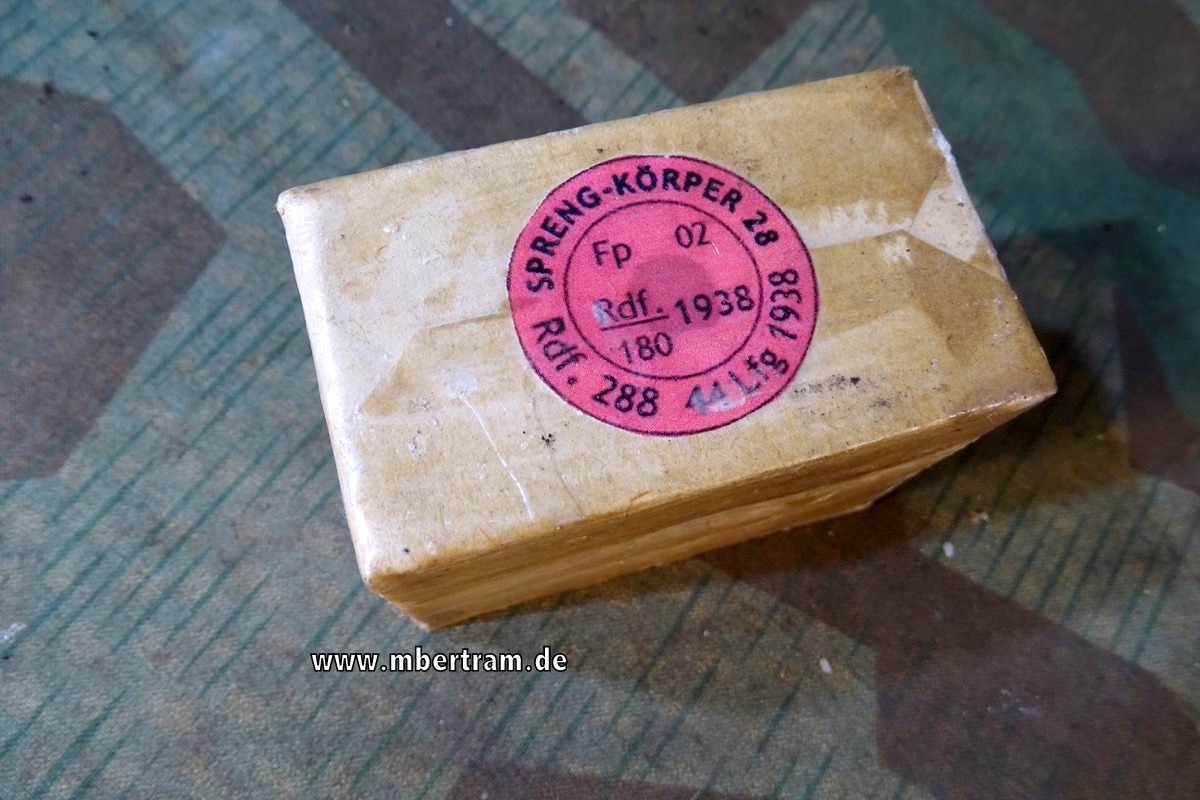 SPRENG-KÖRPER 28
Fp 02
Rdf. 1938
180
Rdf. 288 44 Lfg 1938
www.mbertram.de